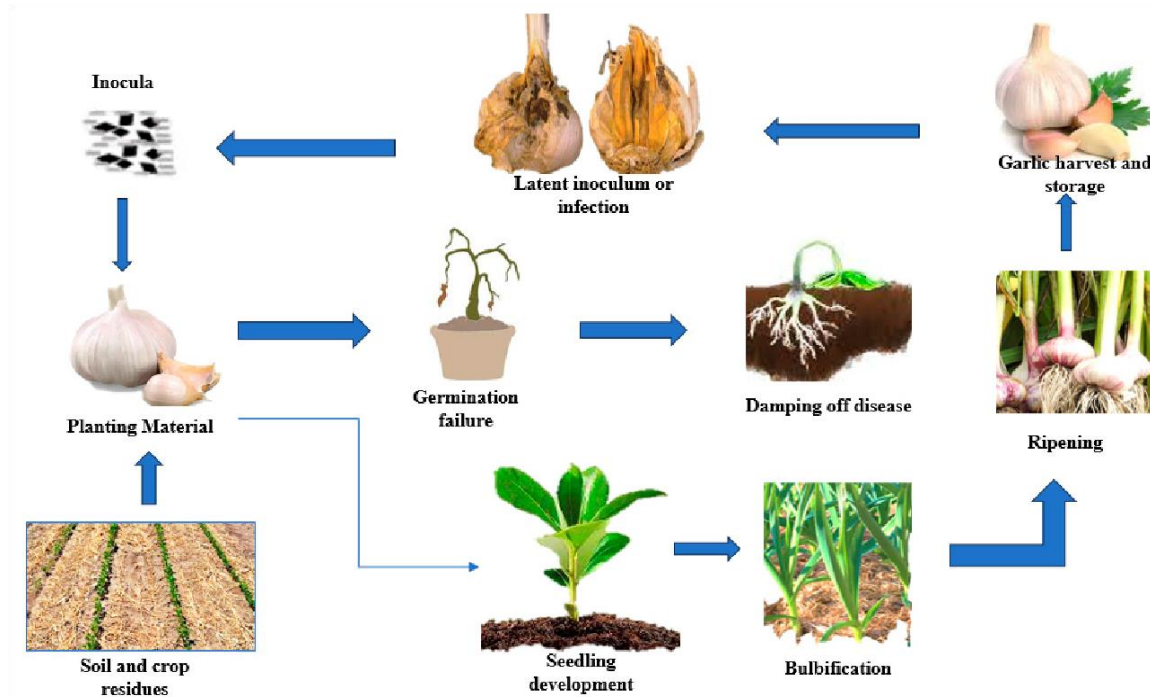 Inocula
Latent inoculum or
infection
Garlic harvest and
storage
Planting Material
Germination
failure
Damping off disease
Ripening
Soil and crop
residues
Seedling
development
Bulbification